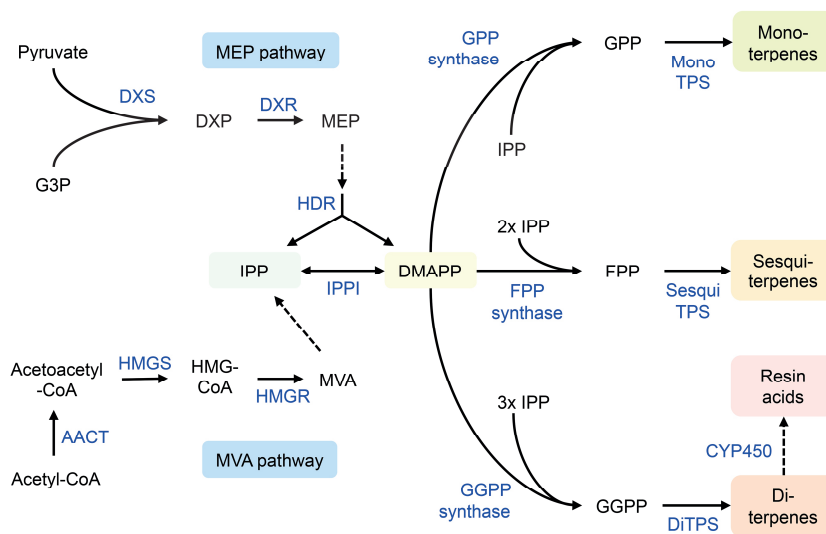 Pyruvate
MEP pathway
DXS
DXP
DXR
MEP
G3P
HDR
IPP
IPPI
DMAPP
GPP
synthase
GPP
Mono
TPS
Mono-
terpenes
IPP
2x IPP
FPP
synthase
FPP
Sesqui
TPS
Sesqui-
terpenes
Acetoacetyl
-CoA
HMGS
HMG-
CoA
HMGR
MVA
AACT
Acetyl-CoA
MVA pathway
3x IPP
GGPP
synthase
GGPP
DiTPS
Di-
terpenes
CYP450
Resin
acids